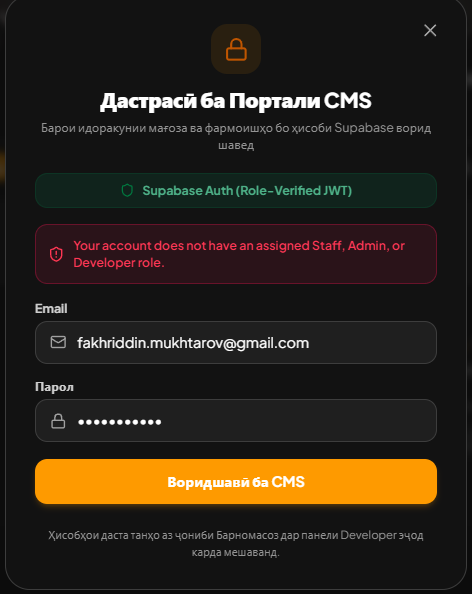 Дастрасӣ ба Портали CMS
Барои идоракунии мағоза ва фармоишҳо бо ҳисоби Supabase ворид
шавед
Supabase Auth (Role-Verified JWT)
Your account does not have an assigned Staff, Admin, or
Developer role.
Email
fakhriddin.mukhtarov@gmail.com
Парол
•••••••••••
Воридшавӣ ба CMS
Ҳисобҳои даста танҳо аз ҷониби Барномасоз дар панели Developer эҷод
карда мешаванд.